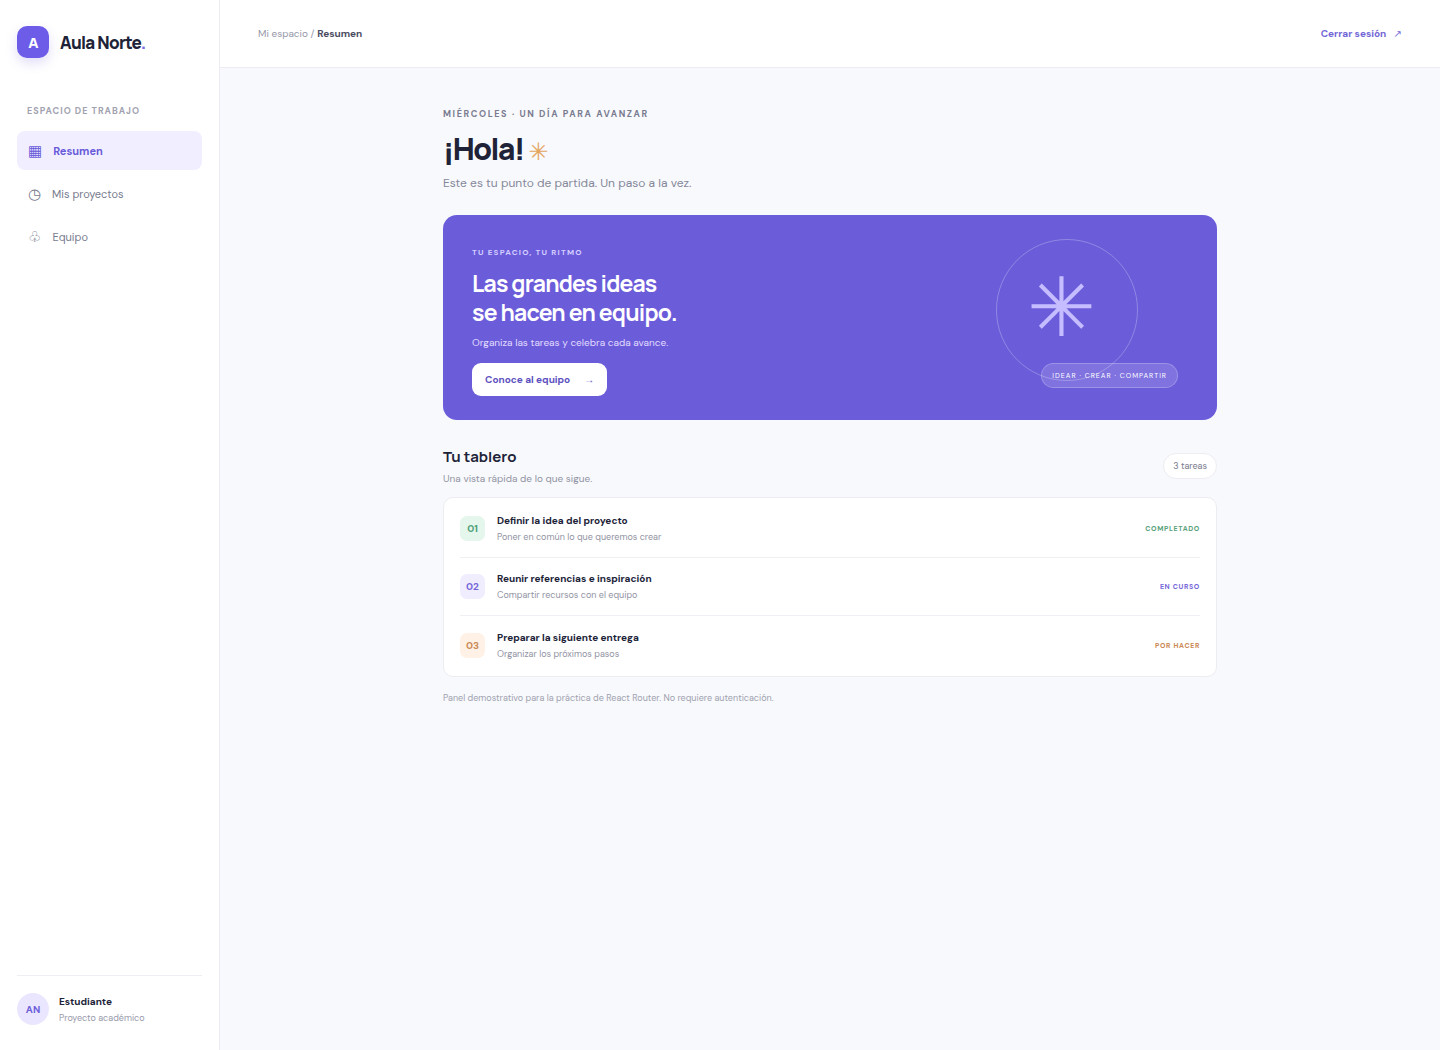 A Aula Norte.
ESPACIO DE TRABAJO
Resumen
Mis proyectos
Equipo
AN
Estudiante
Proyecto académico
Mi espacio / Resumen
Cerrar sesión ↗
MIÉRCOLES · UN DÍA PARA AVANZAR
¡Hola! ✳
Este es tu punto de partida. Un paso a la vez.
TU ESPACIO, TU RITMO
Las grandes ideas
se hacen en equipo.
Organiza las tareas y celebra cada avance.
Conoce al equipo →
IDEAR · CREAR · COMPARTIR
Tu tablero
Una vista rápida de lo que sigue.
3 tareas
01
Definir la idea del proyecto
Poner en común lo que queremos crear
COMPLETADO
02
Reunir referencias e inspiración
Compartir recursos con el equipo
EN CURSO
03
Preparar la siguiente entrega
Organizar los próximos pasos
POR HACER
Panel demostrativo para la práctica de React Router. No requiere autenticación.